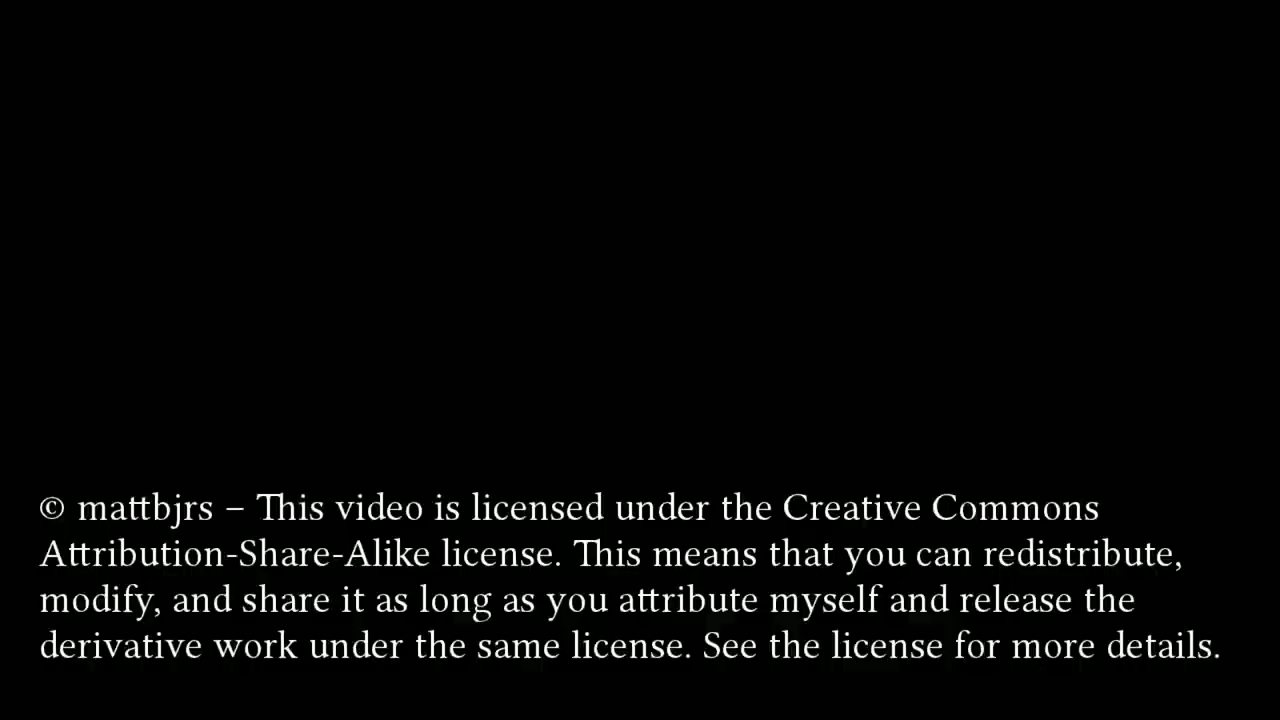 © mattbjrs – This video is licensed under the Creative Commons
Attribution-Share-Alike license. This means that you can redistribute,
modify, and share it as long as you attribute myself and release the
derivative work under the same license. See the license for more details.